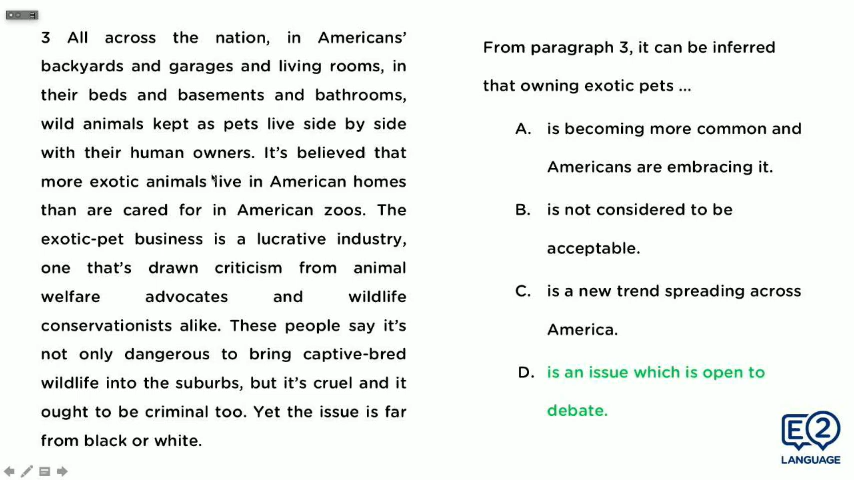 3 All across the nation, in Americans’
backyards and garages and living rooms, in
their beds and basements and bathrooms,
wild animals kept as pets live side by side
with their human owners. It’s believed that
more exotic animals live in American homes
than are cared for in American zoos. The
exotic-pet business is a lucrative industry,
one that’s drawn criticism from animal
welfare advocates and wildlife
conservationists alike. These people say it’s
not only dangerous to bring captive-bred
wildlife into the suburbs, but it’s cruel and it
ought to be criminal too. Yet the issue is far
from black or white.
From paragraph 3, it can be inferred
that owning exotic pets ...
A. is becoming more common and
Americans are embracing it.
B. is not considered to be
acceptable.
C. is a new trend spreading across
America.
D. is an issue which is open to
debate.
E2
LANGUAGE